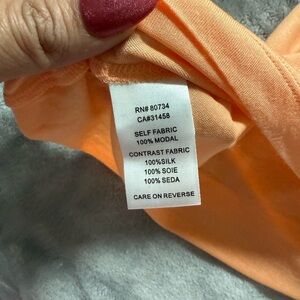 RN# 80734
CA#31458
SELF FABRIC
100% MODAL
CONTRAST FABRIC
100%SILK
100% SOIE
100% SEDA
CARE ON REVERSE